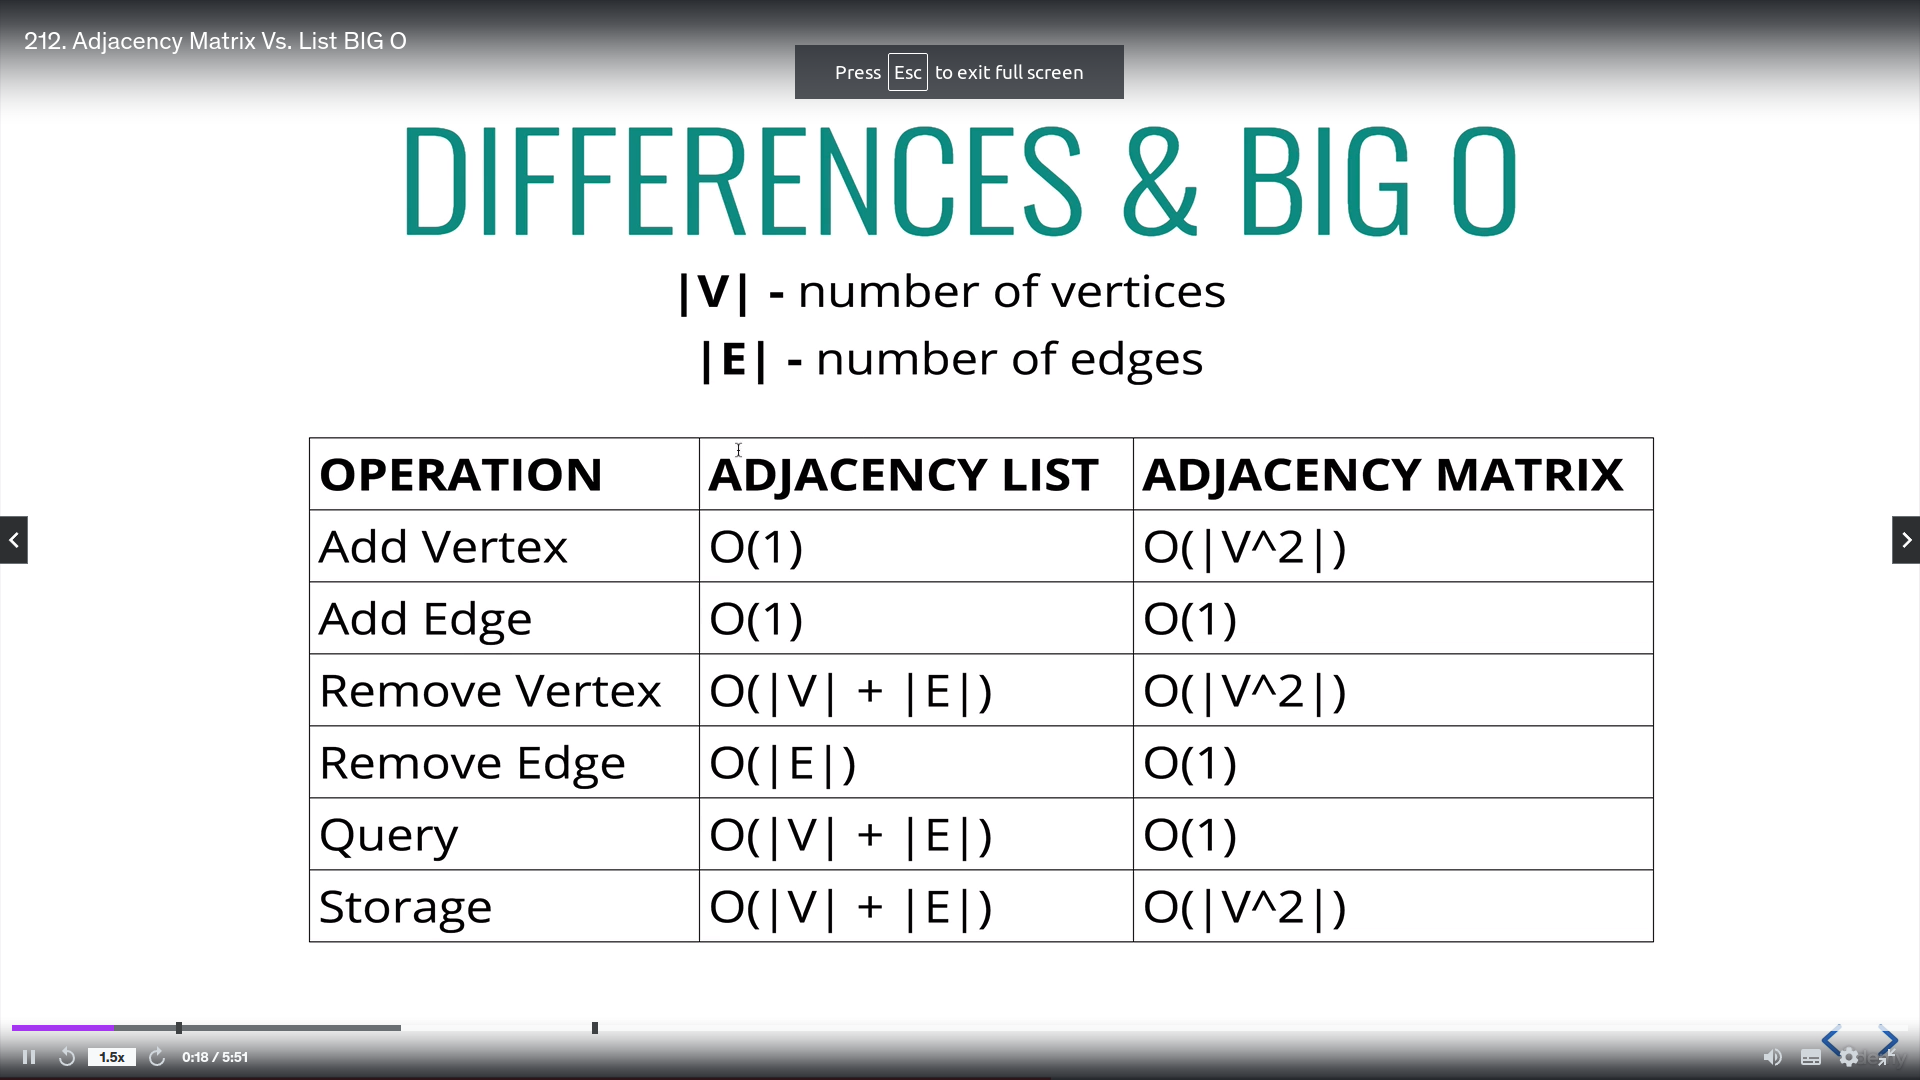 212. Adjacency Matrix Vs. List BIG O
Press Esc to exit full screen
DIFFERENCES & BIG O
|V| - number of vertices
|E| - number of edges
OPERATION ADJACENCY LIST ADJACENCY MATRIX
Add Vertex O(1) O(|V^2|)
Add Edge O(1) O(1)
Remove Vertex O(|V| + |E|) O(|V^2|)
Remove Edge O(|E|) O(1)
Query O(|V| + |E|) O(1)
Storage O(|V| + |E|) O(|V^2|)
1.5x 0:18 / 5:51